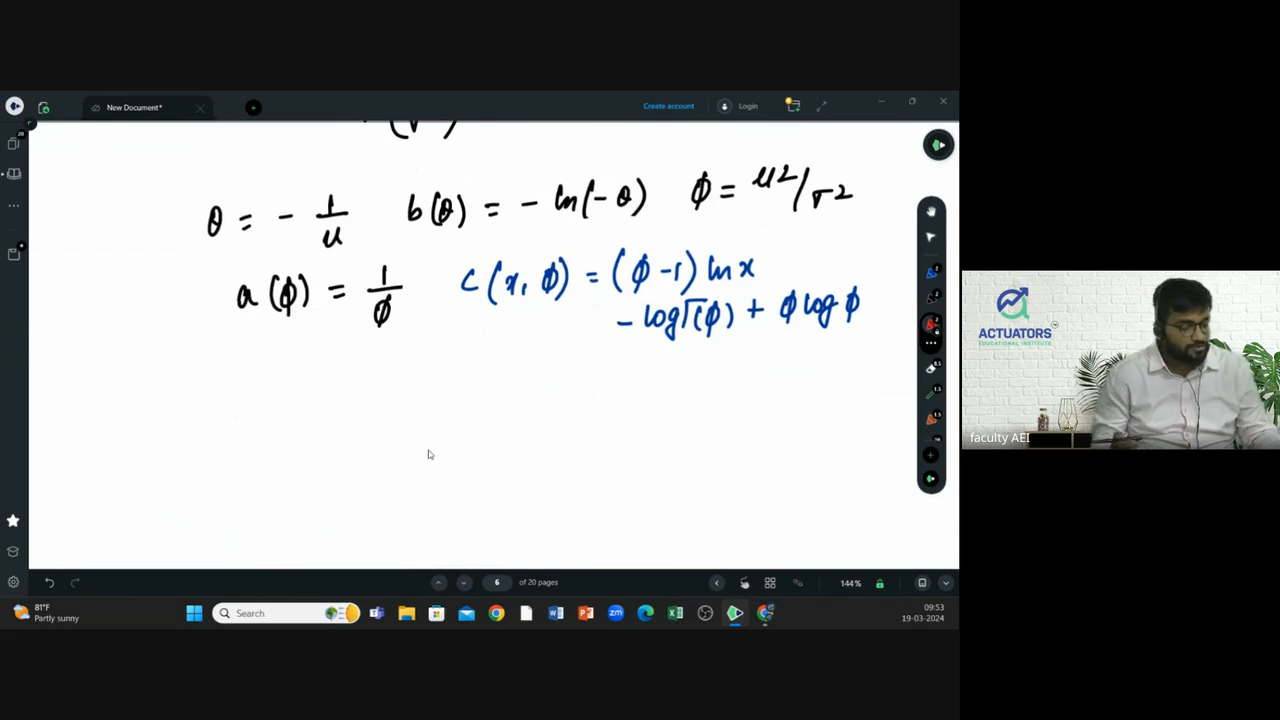 New Document*
Create account
Login
θ = - 1/μ   b(θ) = - ln(-θ)   ϕ = μ²/σ²
a(ϕ) = 1/ϕ   c(x, ϕ) = (ϕ-1) ln x
- log Γ(ϕ) + ϕ log ϕ
ACTUATORS
EDUCATIONAL INSTITUTE
faculty AEI
6 of 20 pages
144%
81°F
Partly sunny
Search
09:53
19-03-2024